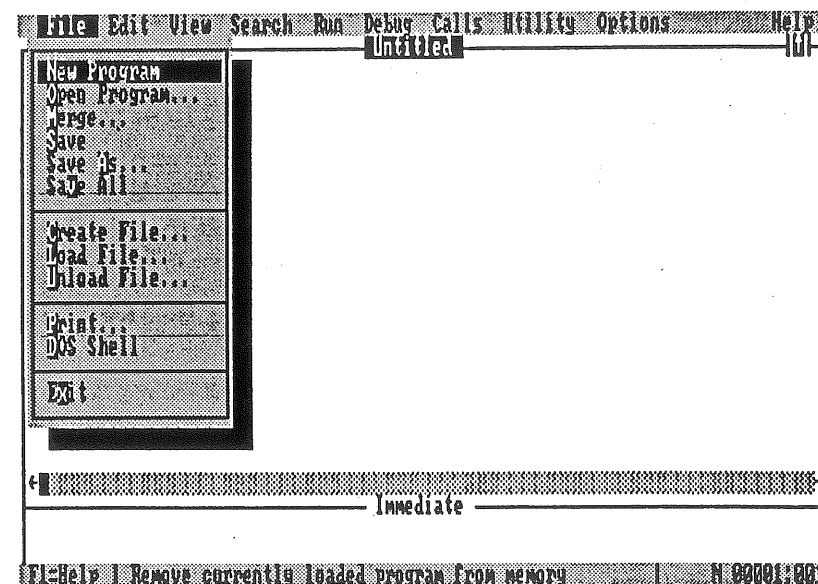 File Edit View Search Run Debug Calls Utility Options Help
Untitled
New Program
Open Program...
Merge...
Save
Save As...
Save All
Create File...
Load File...
Unload File...
Print...
DOS Shell
Exit
Immediate
F1=Help | Remove currently loaded program from memory N 00001:00